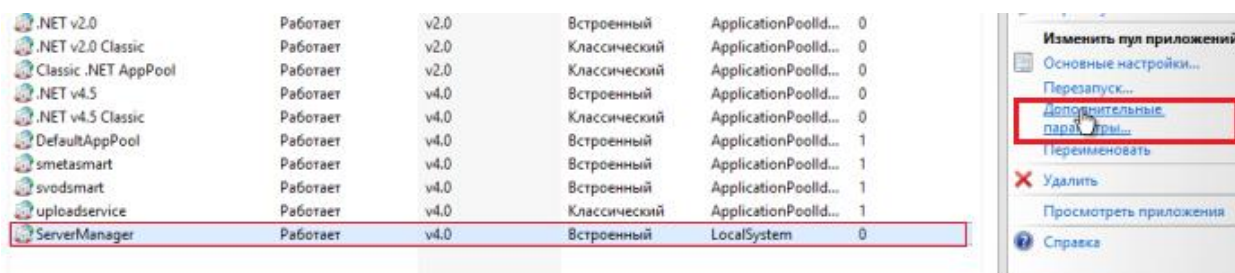 .NET v2.0 Работает v2.0 Встроенный ApplicationPoolId... 0
.NET v2.0 Classic Работает v2.0 Классический ApplicationPoolId... 0
Classic .NET AppPool Работает v2.0 Классический ApplicationPoolId... 0
.NET v4.5 Работает v4.0 Встроенный ApplicationPoolId... 0
.NET v4.5 Classic Работает v4.0 Классический ApplicationPoolId... 0
DefaultAppPool Работает v4.0 Встроенный ApplicationPoolId... 1
smetasmart Работает v4.0 Встроенный ApplicationPoolId... 1
svodsmart Работает v4.0 Встроенный ApplicationPoolId... 1
uploadservice Работает v4.0 Классический ApplicationPoolId... 1
ServerManager Работает v4.0 Встроенный LocalSystem 0
Изменить пул приложений
Основные настройки...
Перезапуск...
Дополнительные
параметры...
Переименовать
Удалить
Просмотреть приложения
Справка